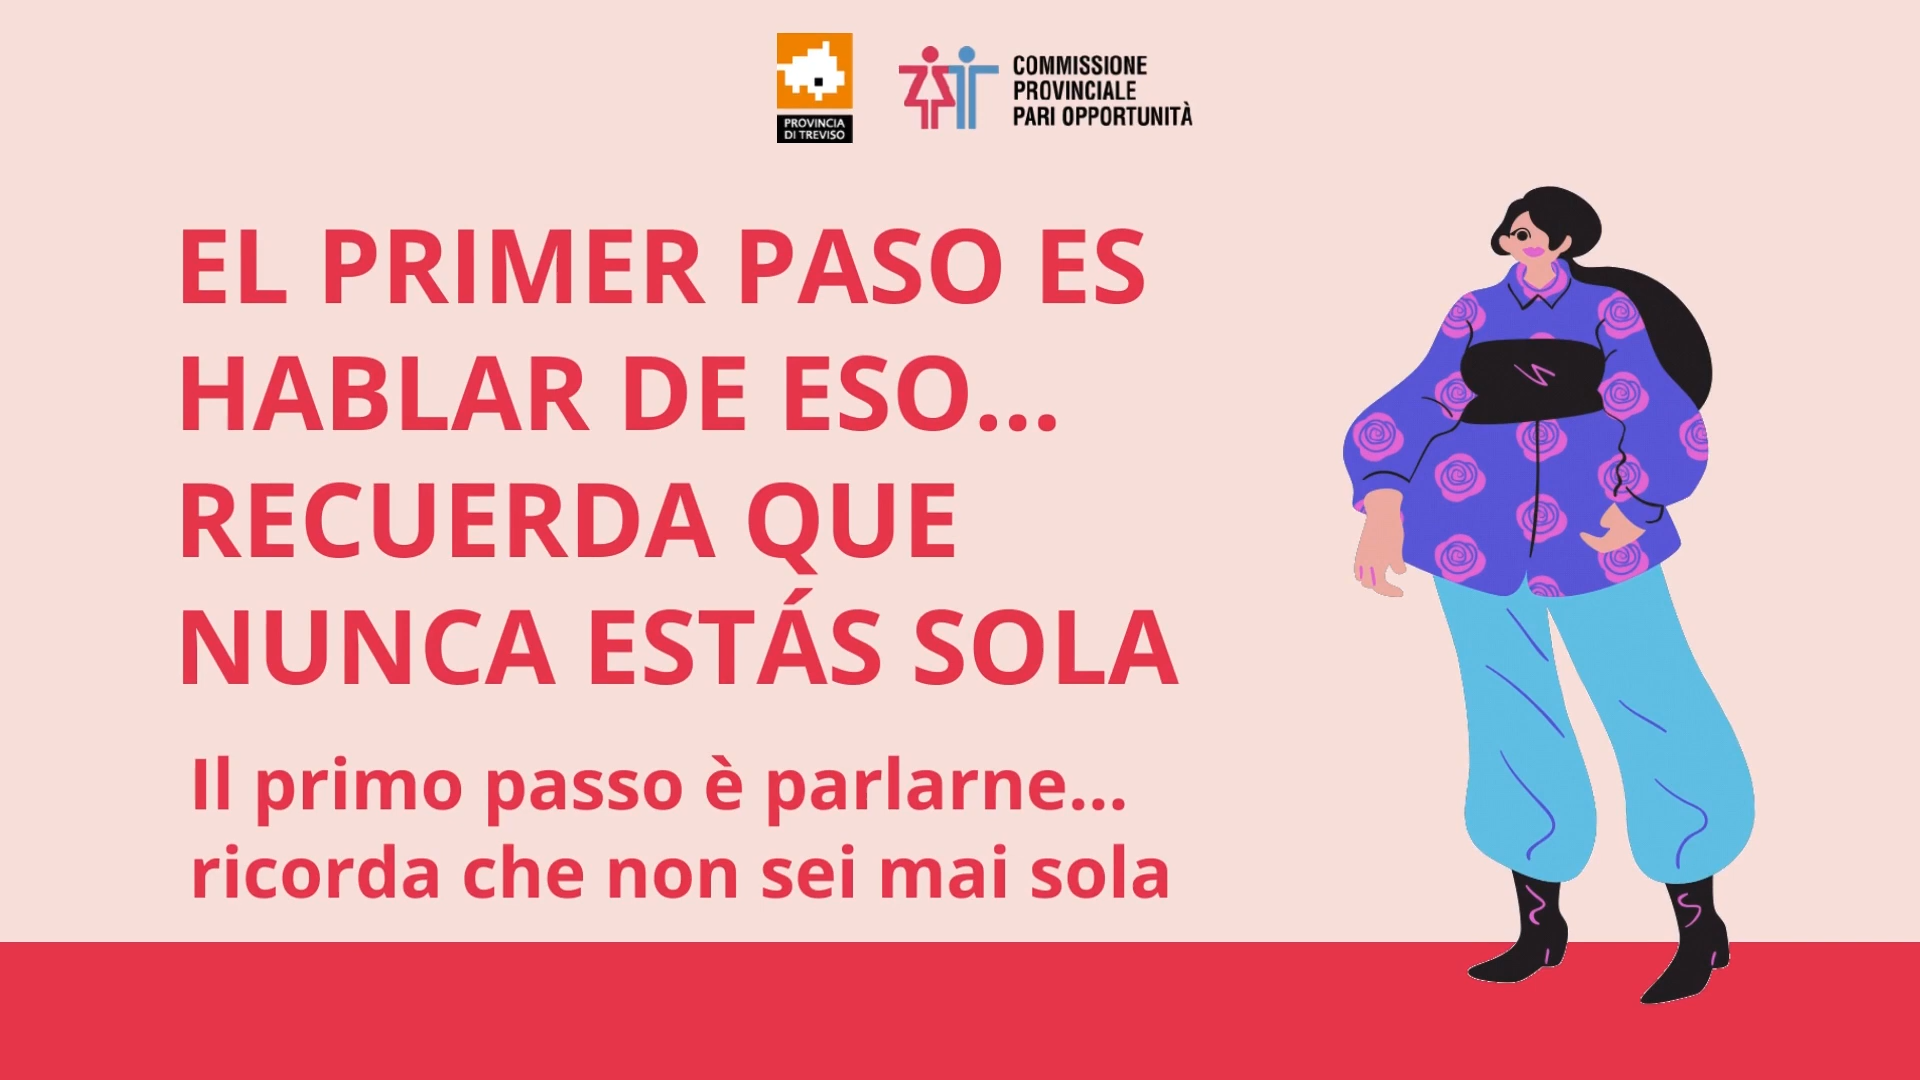 PROVINCIA
DI TREVISO
COMMISSIONE
PROVINCIALE
PARI OPPORTUNITÀ
EL PRIMER PASO ES
HABLAR DE ESO...
RECUERDA QUE
NUNCA ESTÁS SOLA
Il primo passo è parlarne...
ricorda che non sei mai sola